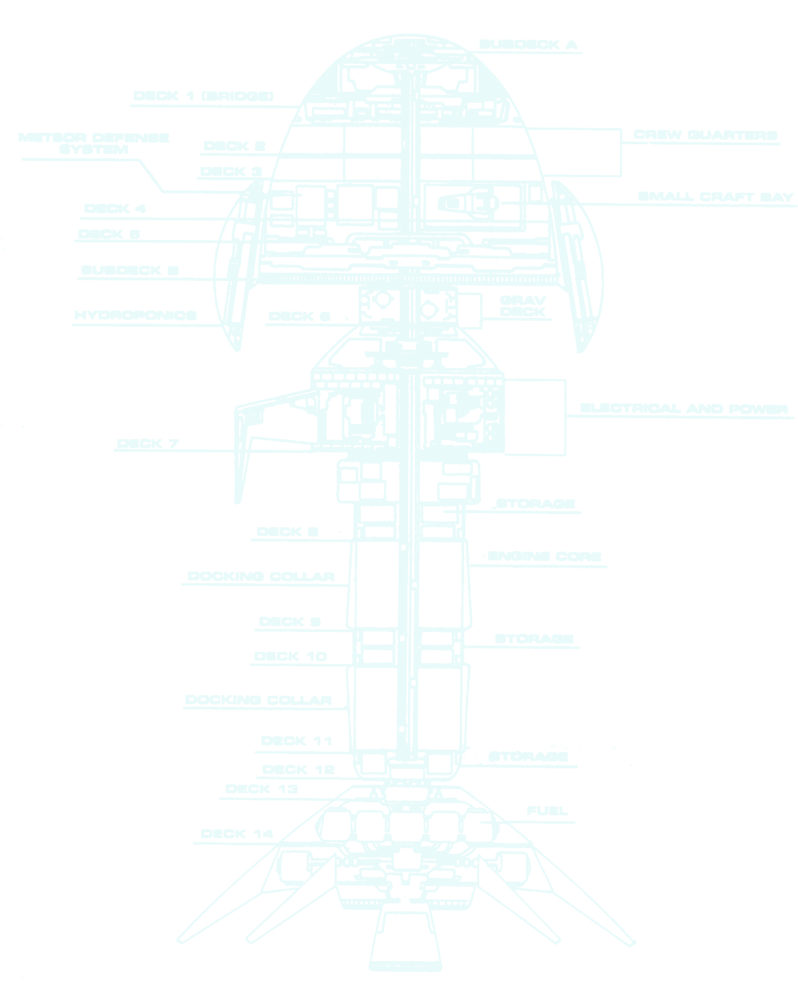 SUBDECK A
DECK 1 (BRIDGE)
METEOR DEFENSE
SYSTEM
DECK 2
CREW QUARTERS
DECK 3
SMALL CRAFT BAY
DECK 4
DECK 5
SUBDECK B
HYDROPONICS
DECK 6
GRAV
DECK
ELECTRICAL AND POWER
DECK 7
STORAGE
DECK 8
ENGINE CORE
DOCKING COLLAR
DECK 9
STORAGE
DECK 10
DOCKING COLLAR
DECK 11
STORAGE
DECK 12
DECK 13
FUEL
DECK 14